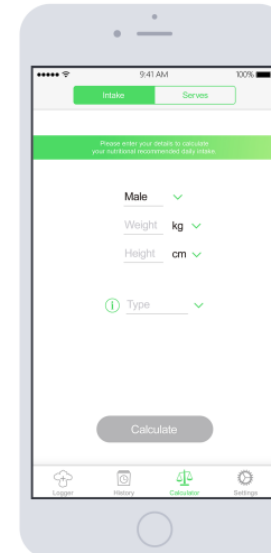 9:41 AM 100%
Intake Serves
Please enter your details to calculate
your nutritional recommended daily intake.
Male
Weight kg
Height cm
Type
Calculate
Logger History Calculator Settings